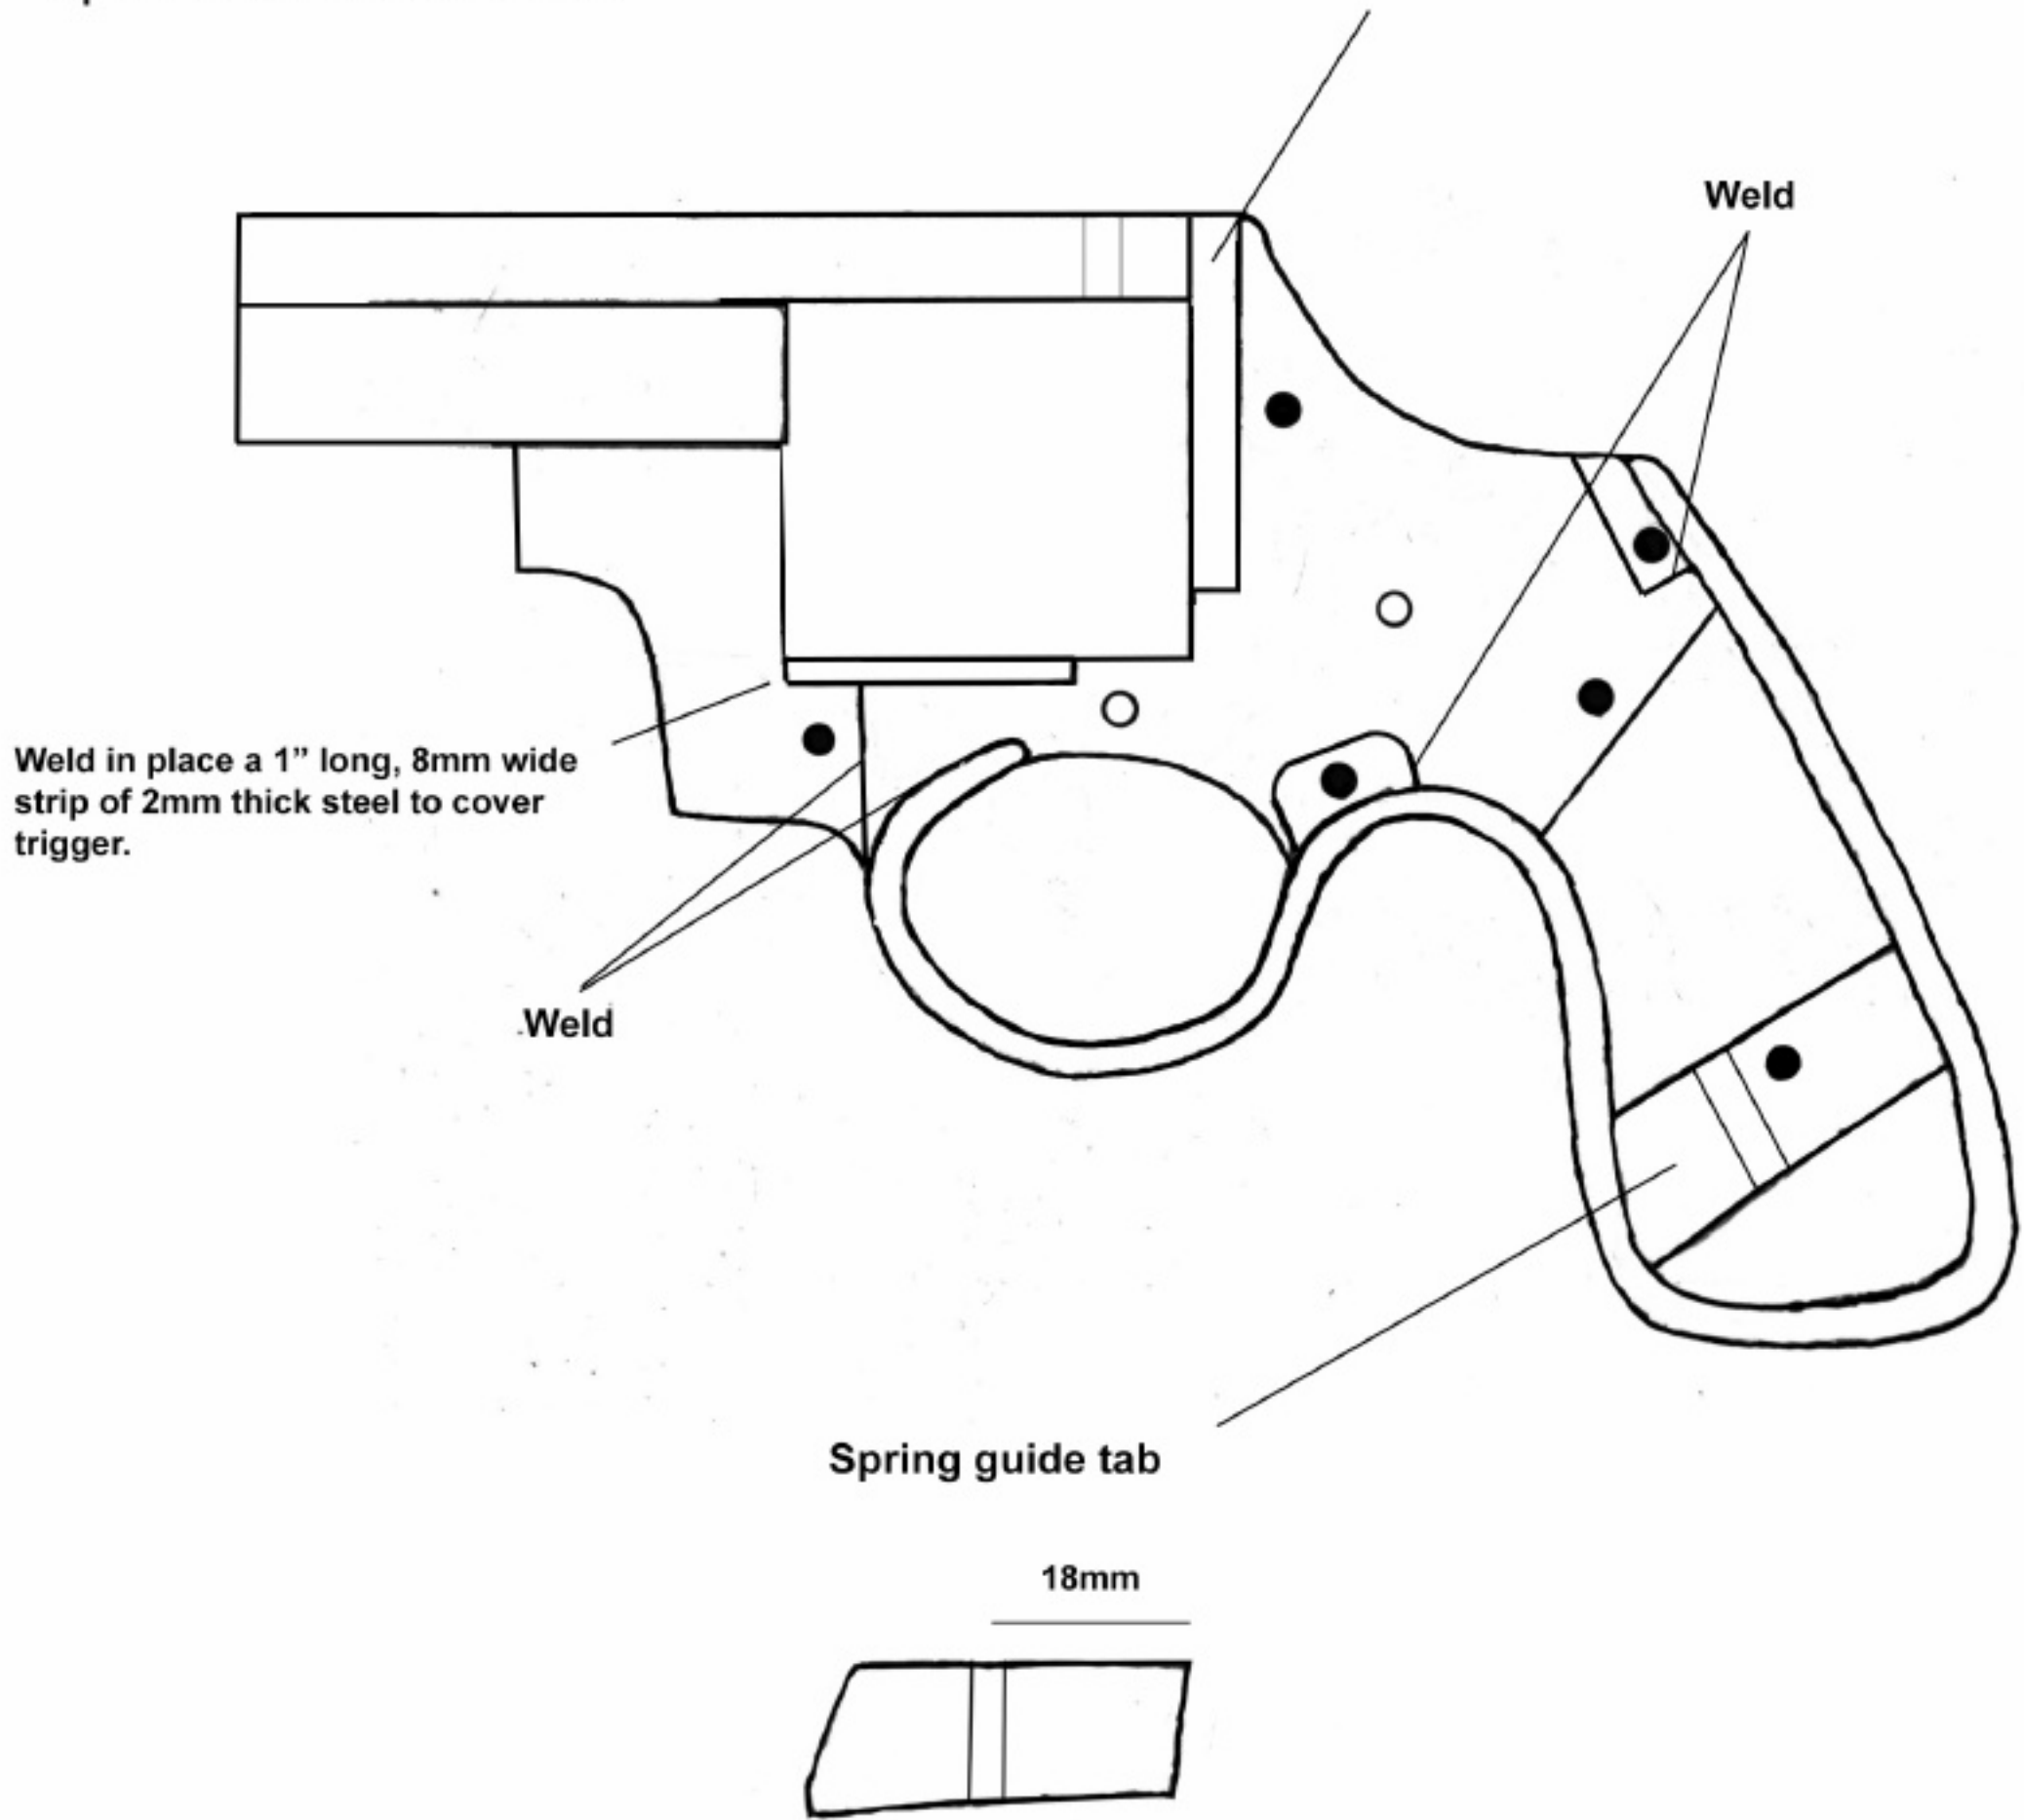 Weld
Weld in place a 1” long, 8mm wide
strip of 2mm thick steel to cover
trigger.
Weld
Spring guide tab
18mm